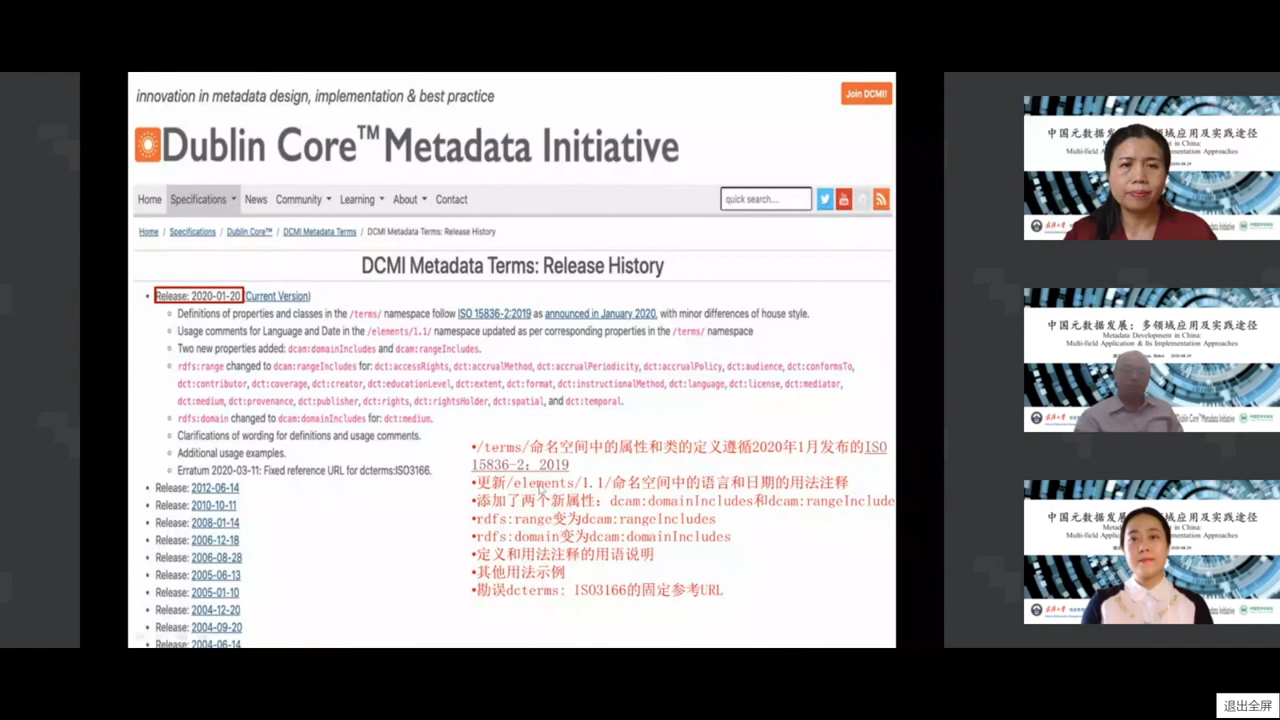 innovation in metadata design, implementation & best practice
Join DCMI!
Dublin Core™ Metadata Initiative
Home Specifications News Community Learning About Contact
quick search....
Home / Specifications / Dublin Core™ / DCMI Metadata Terms / DCMI Metadata Terms: Release History
DCMI Metadata Terms: Release History
• Release: 2020-01-20 (Current Version)
Definitions of properties and classes in the /terms/ namespace follow ISO 15836-2:2019 as announced in January 2020, with minor differences of house style.
Usage comments for Language and Date in the /elements/1.1/ namespace updated as per corresponding properties in the /terms/ namespace
Two new properties added: dcam:domainIncludes and dcam:rangeIncludes.
rdfs:range changed to dcam:rangeIncludes for: dct:accessRights, dct:accrualMethod, dct:accrualPeriodicity, dct:accrualPolicy, dct:audience, dct:conformsTo,
dct:contributor, dct:coverage, dct:creator, dct:educationLevel, dct:extent, dct:format, dct:instructionalMethod, dct:language, dct:license, dct:mediator,
dct:medium, dct:provenance, dct:publisher, dct:rights, dct:rightsHolder, dct:spatial, and dct:temporal.
rdfs:domain changed to dcam:domainIncludes for: dct:medium.
Clarifications of wording for definitions and usage comments.
Additional usage examples.
Erratum 2020-03-11: Fixed reference URL for dcterms:ISO3166.
• Release: 2012-06-14
• Release: 2010-10-11
• Release: 2008-01-14
• Release: 2006-12-18
• Release: 2006-08-28
• Release: 2005-06-13
• Release: 2005-01-10
• Release: 2004-12-20
• Release: 2004-09-20
• Release: 2004-06-14
•/terms/命名空间中的属性和类的定义遵循2020年1月发布的ISO
15836-2：2019
•更新/elements/1.1/命名空间中的语言和日期的用法注释
•添加了两个新属性：dcam:domainIncludes和dcam:rangeInclude
•rdfs:range变为dcam:rangeIncludes
•rdfs:domain变为dcam:domainIncludes
•定义和用法注释的用语说明
•其他用法示例
•勘误dcterms: ISO3166的固定参考URL
中国元数据发 领域应用及实践途径
Multi-field Implementation Approaches
中国元数据发展：多领域应用及实践途径
Metadata Development in China:
Multi-field Application & Its Implementation Approaches
2020-08-29
Dublin Core™ Metadata Initiative
中国元数据发展 域应用及实践途径
Multi-field Implementation Approaches
退出全屏